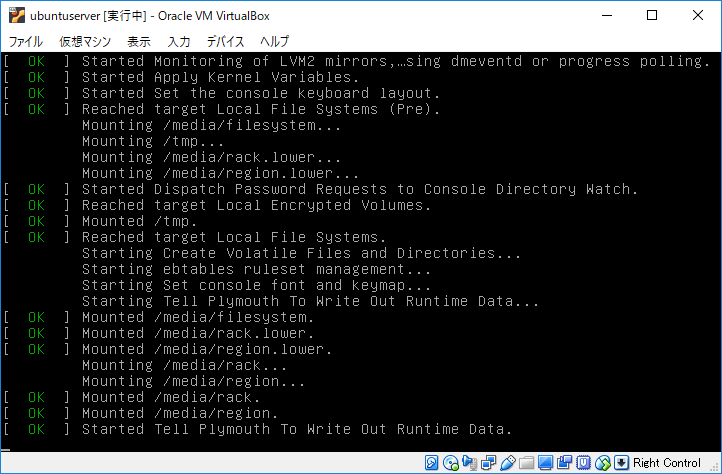 ubuntuserver [実行中] - Oracle VM VirtualBox
ファイル 仮想マシン 表示 入力 デバイス ヘルプ
[ OK ] Started Monitoring of LVM2 mirrors,…sing dmeventd or progress polling.
[ OK ] Started Apply Kernel Variables.
[ OK ] Started Set the console keyboard layout.
[ OK ] Reached target Local File Systems (Pre).
Mounting /media/filesystem...
Mounting /tmp...
Mounting /media/rack.lower...
Mounting /media/region.lower...
[ OK ] Started Dispatch Password Requests to Console Directory Watch.
[ OK ] Reached target Local Encrypted Volumes.
[ OK ] Mounted /tmp.
[ OK ] Reached target Local File Systems.
Starting Create Volatile Files and Directories...
Starting ebtables ruleset management...
Starting Set console font and keymap...
Starting Tell Plymouth To Write Out Runtime Data...
[ OK ] Mounted /media/filesystem.
[ OK ] Mounted /media/rack.lower.
[ OK ] Mounted /media/region.lower.
Mounting /media/rack...
Mounting /media/region...
[ OK ] Mounted /media/rack.
[ OK ] Mounted /media/region.
[ OK ] Started Tell Plymouth To Write Out Runtime Data.
Right Control